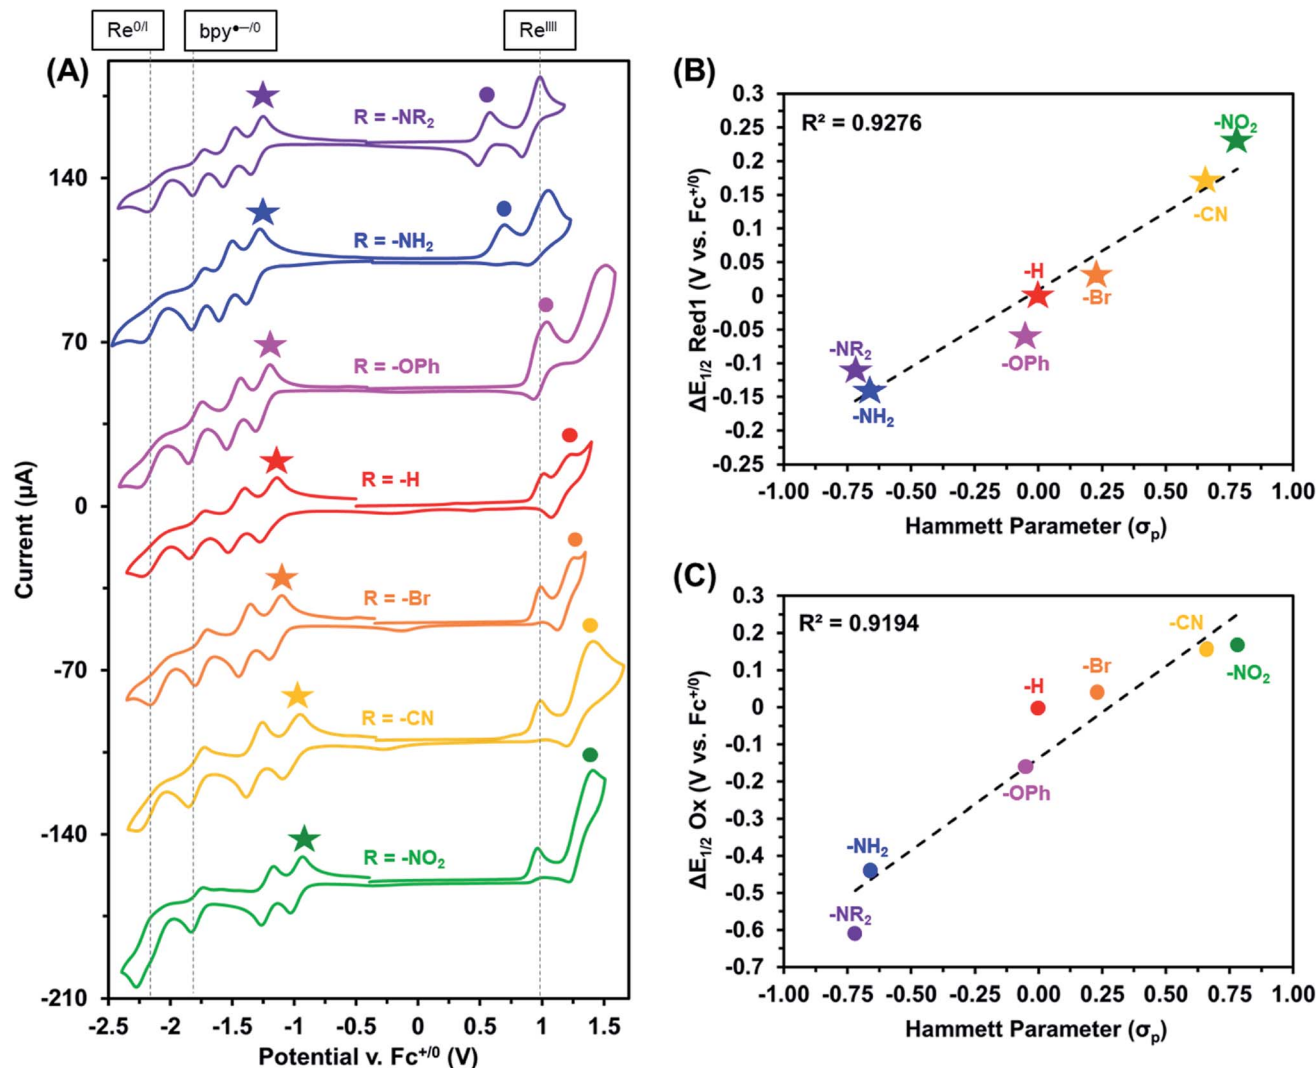 Re⁰/ᴵ
bpy•–/0
Reᴵᴵᴵᴵ
(A)
R = -NR₂
R = -NH₂
R = -OPh
R = -H
R = -Br
R = -CN
R = -NO₂
140
70
0
-70
-140
-210
-2.5 -2 -1.5 -1 -0.5 0 0.5 1 1.5
Current (μA)
Potential v. Fc⁺/⁰ (V)
(B)
R² = 0.9276
-NO₂
-CN
-H
-Br
-OPh
-NR₂
-NH₂
0.3
0.25
0.2
0.15
0.1
0.05
0
-0.05
-0.1
-0.15
-0.2
-0.25
-1.00 -0.75 -0.50 -0.25 0.00 0.25 0.50 0.75 1.00
ΔE₁/₂ Red1 (V vs. Fc⁺/⁰)
Hammett Parameter (σₚ)
(C)
R² = 0.9194
-CN
-NO₂
-Br
-H
-OPh
-NH₂
-NR₂
0.3
0.2
0.1
0
-0.1
-0.2
-0.3
-0.4
-0.5
-0.6
-0.7
-1.00 -0.75 -0.50 -0.25 0.00 0.25 0.50 0.75 1.00
ΔE₁/₂ Ox (V vs. Fc⁺/⁰)
Hammett Parameter (σₚ)